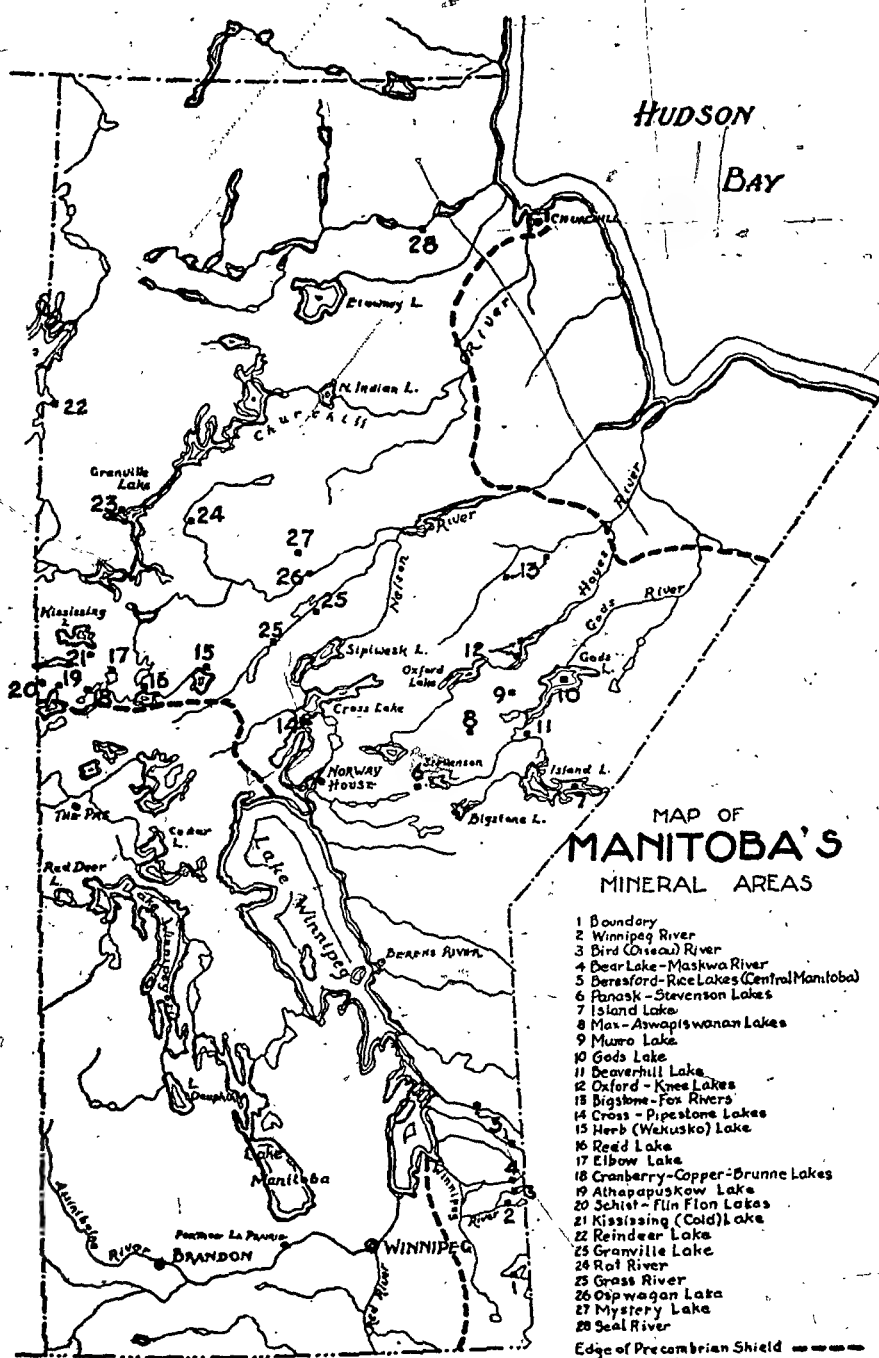 HUDSON
BAY
CHURCHILL
28
Etawney L.
River
22
N. Indian L.
Churchill
Granville
Lake
23
24
27
26
River
River
Nelson
25
25
13
Hayes
Gods River
Kississing
L.
21
17
15
20
19
16
Sipiwesk L.
Oxford
Lake
12
Gods
L.
9
10
Cross Lake
14
8
11
NORWAY
HOUSE
Stevenson
6
Island L.
7
Bigstone L.
THE PAS
Cedar
L.
Red Deer
L.
Lake Winnipeg
BERENS RIVER
L.
Dauphin
Lake
Manitoba
5
4
3
2
Winnipeg
River
Assiniboine
River
BRANDON
PORTAGE LA PRAIRIE
WINNIPEG
Red River
MAP OF
MANITOBA'S
MINERAL AREAS
1 Boundary
2 Winnipeg River
3 Bird (Oiseau) River
4 Bear Lake-Maskwa River
5 Beresford-Rice Lakes (Central Manitoba)
6 Panask-Stevenson Lakes
7 Island Lake
8 Max-Aswapiswanan Lakes
9 Munro Lake
10 Gods Lake
11 Beaverhill Lake
12 Oxford-Knee Lakes
13 Bigstone-Fox Rivers
14 Cross-Pipestone Lakes
15 Herb (Wekusko) Lake
16 Reed Lake
17 Elbow Lake
18 Cranberry-Copper-Brunne Lakes
19 Athapapuskow Lake
20 Schist-Flin Flon Lakes
21 Kississing (Cold) Lake
22 Reindeer Lake
23 Granville Lake
24 Rat River
25 Grass River
26 Ospwagan Lake
27 Mystery Lake
28 Seal River
Edge of Precambrian Shield